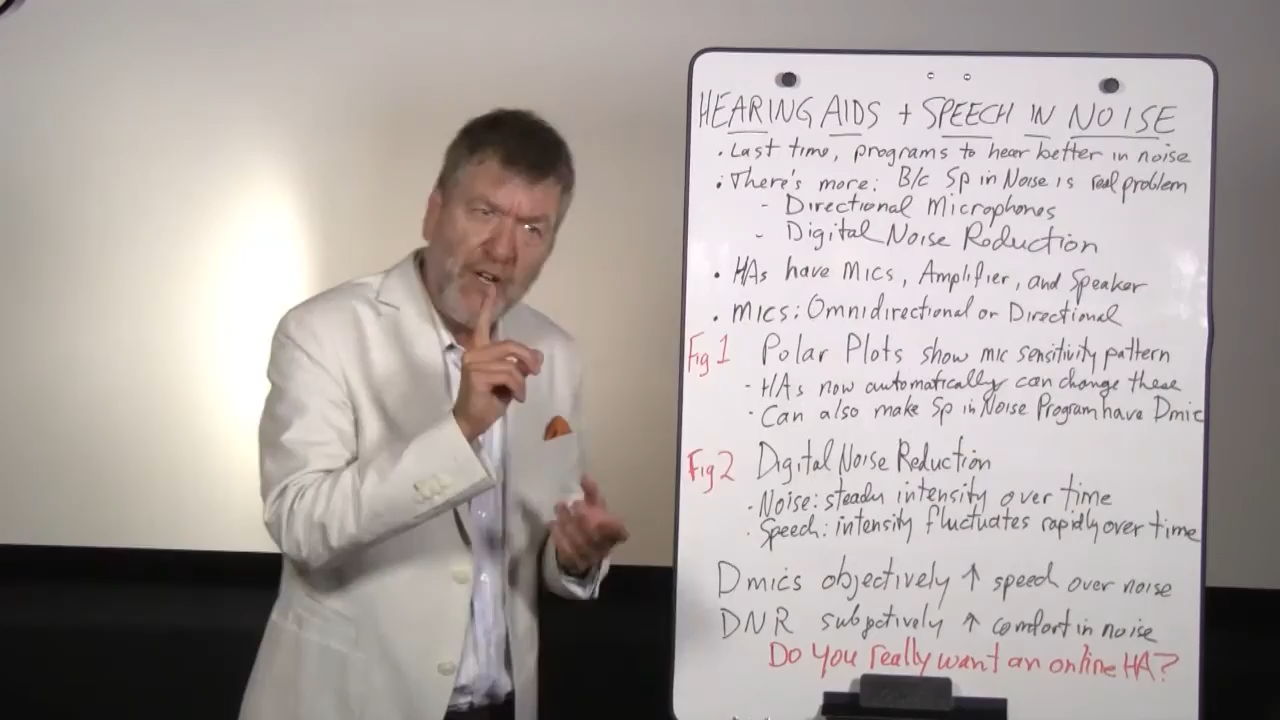 HEARING AIDS + SPEECH IN NOISE
• Last time, programs to hear better in noise
• There's more: B/c Sp in Noise is real problem
- Directional Microphones
- Digital Noise Reduction
• HAs have Mics, Amplifier, and Speaker
• MICS: Omnidirectional or Directional
Fig 1 Polar Plots show mic sensitivity pattern
- HAs now automatically can change these
- Can also make Sp in Noise Program have Dmic
Fig 2 Digital Noise Reduction
• Noise: steady intensity over time
• Speech: intensity fluctuates rapidly over time
Dmics objectively ↑ speech over noise
DNR subjectively ↑ comfort in noise
Do you really want an online HA?